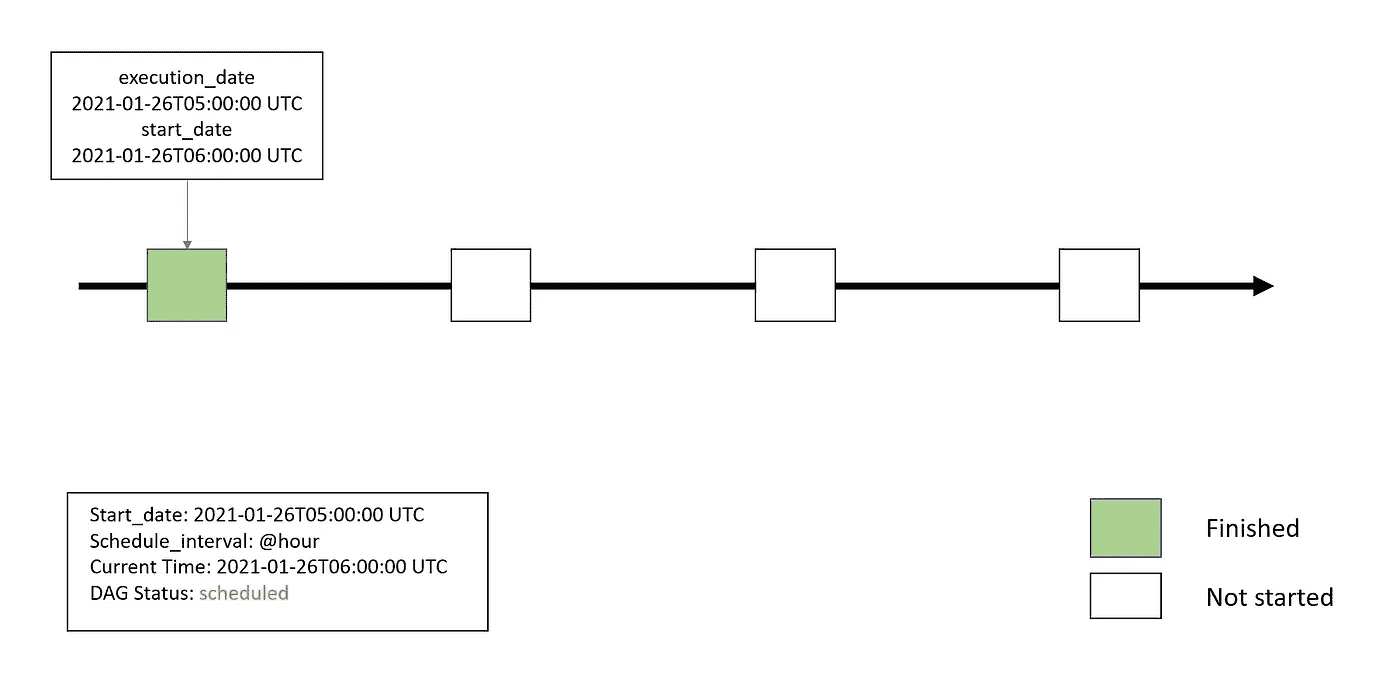 execution_date
2021-01-26T05:00:00 UTC
start_date
2021-01-26T06:00:00 UTC
Start_date: 2021-01-26T05:00:00 UTC
Schedule_interval: @hour
Current Time: 2021-01-26T06:00:00 UTC
DAG Status: scheduled
Finished
Not started